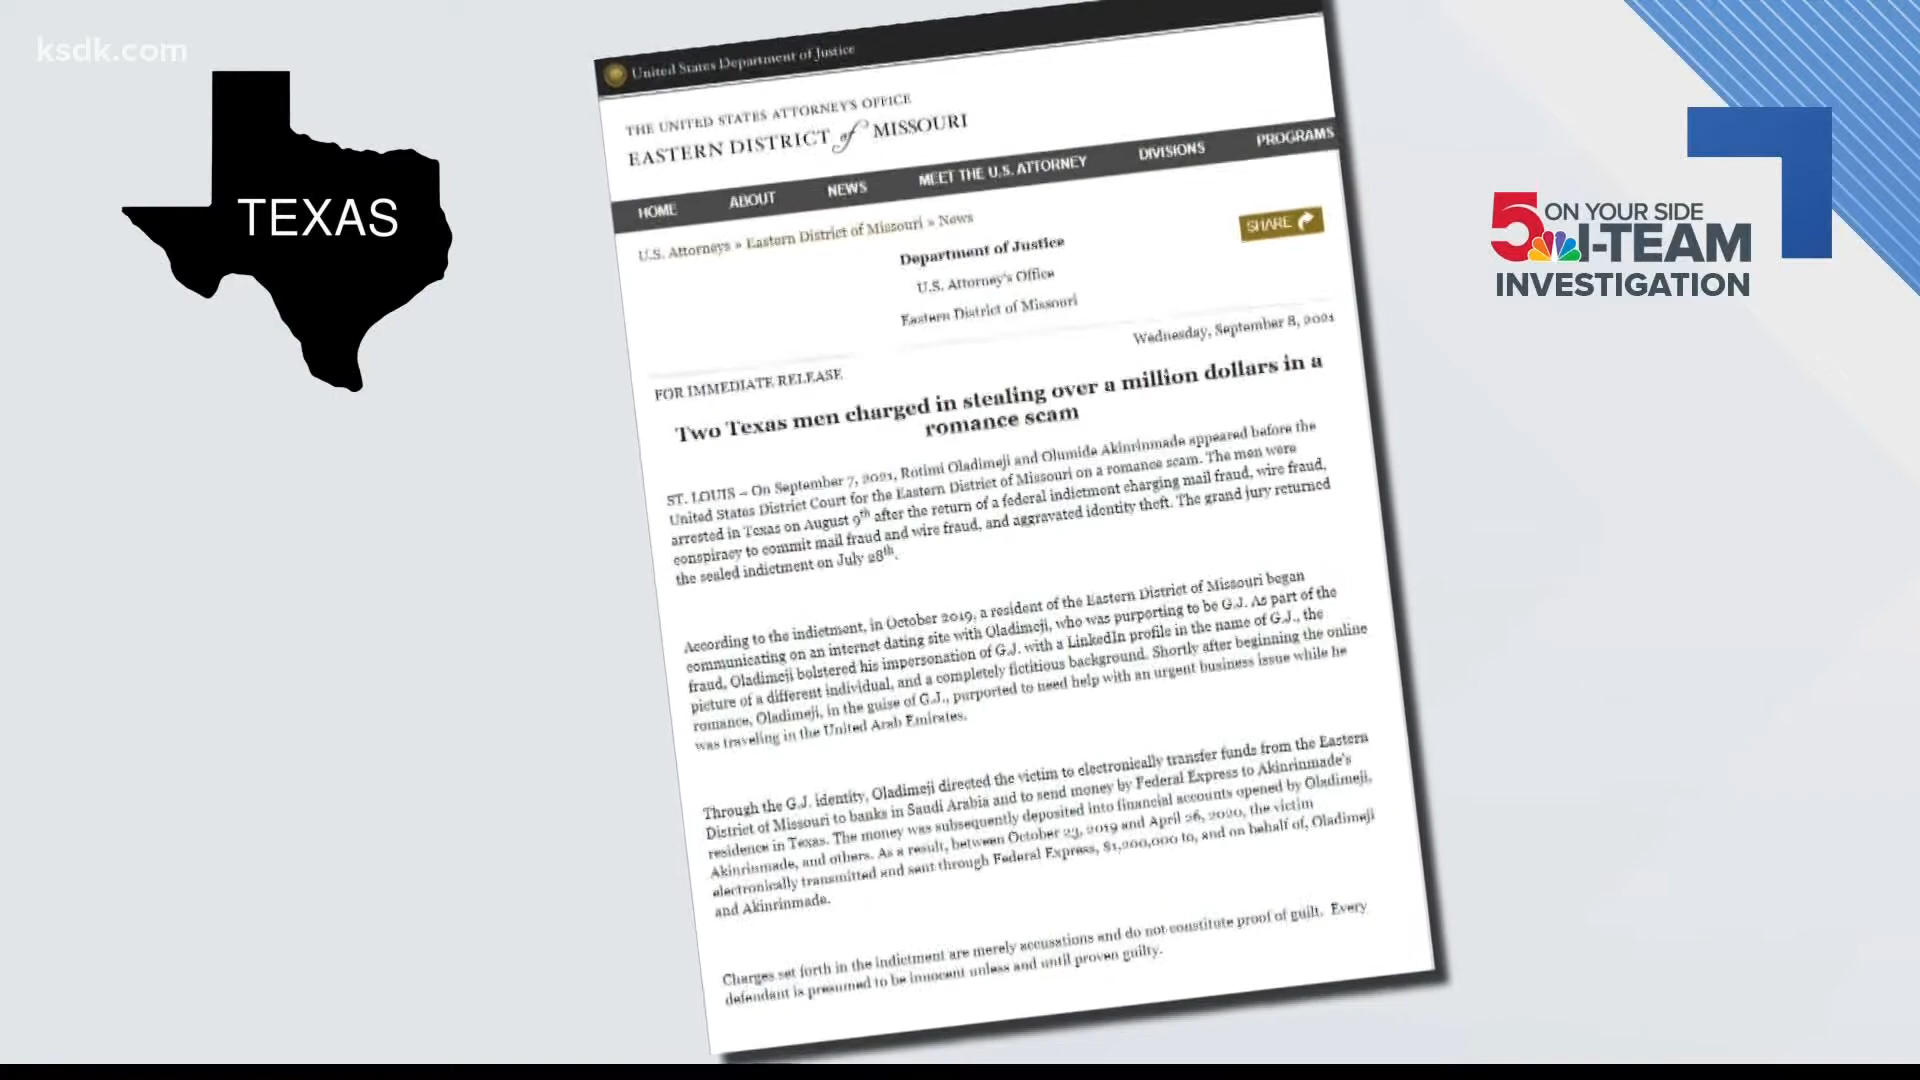 ksdk.com
TEXAS
United States Department of Justice
THE UNITED STATES ATTORNEY'S OFFICE
EASTERN DISTRICT of MISSOURI
HOME ABOUT NEWS MEET THE U.S. ATTORNEY DIVISIONS PROGRAMS
U.S. Attorneys » Eastern District of Missouri » News
SHARE
Department of Justice
U.S. Attorney's Office
Eastern District of Missouri
FOR IMMEDIATE RELEASE
Wednesday, September 8, 2021
Two Texas men charged in stealing over a million dollars in a
romance scam
ST. LOUIS – On September 7, 2021, Rotimi Oladimeji and Olumide Akinrinmade appeared before the
United States District Court for the Eastern District of Missouri on a romance scam. The men were
arrested in Texas on August 9th after the return of a federal indictment charging mail fraud, wire fraud,
conspiracy to commit mail fraud and wire fraud, and aggravated identity theft. The grand jury returned
the sealed indictment on July 28th.
According to the indictment, in October 2019, a resident of the Eastern District of Missouri began
communicating on an internet dating site with Oladimeji, who was purporting to be G.J. As part of the
fraud, Oladimeji bolstered his impersonation of G.J. with a LinkedIn profile in the name of G.J., the
picture of a different individual, and a completely fictitious background. Shortly after beginning the online
romance, Oladimeji, in the guise of G.J., purported to need help with an urgent business issue while he
was traveling in the United Arab Emirates.
Through the G.J. identity, Oladimeji directed the victim to electronically transfer funds from the Eastern
District of Missouri to banks in Saudi Arabia and to send money by Federal Express to Akinrinmade's
residence in Texas. The money was subsequently deposited into financial accounts opened by Oladimeji,
Akinrinmade, and others. As a result, between October 23, 2019 and April 26, 2020, the victim
electronically transmitted and sent through Federal Express, $1,200,000 to, and on behalf of, Oladimeji
and Akinrinmade.
Charges set forth in the indictment are merely accusations and do not constitute proof of guilt. Every
defendant is presumed to be innocent unless and until proven guilty.
5 ON YOUR SIDE
I-TEAM
INVESTIGATION